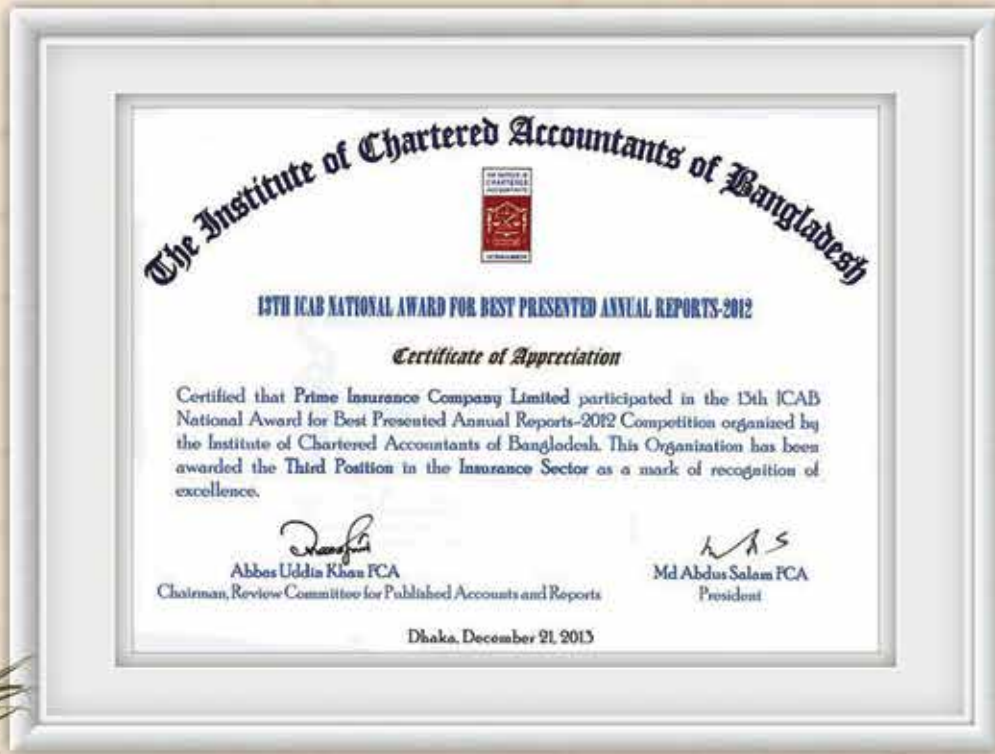 The Institute of Chartered Accountants of Bangladesh
13TH ICAB NATIONAL AWARD FOR BEST PRESENTED ANNUAL REPORTS-2012
Certificate of Appreciation
Certified that Prime Insurance Company Limited participated in the 13th ICAB
National Award for Best Presented Annual Reports-2012 Competition organized by
the Institute of Chartered Accountants of Bangladesh. This Organization has been
awarded the Third Position in the Insurance Sector as a mark of recognition of
excellence.
Abbas Uddin Khan FCA
Chairman, Review Committee for Published Accounts and Reports
Md Abdus Salam FCA
President
Dhaka, December 21, 2013